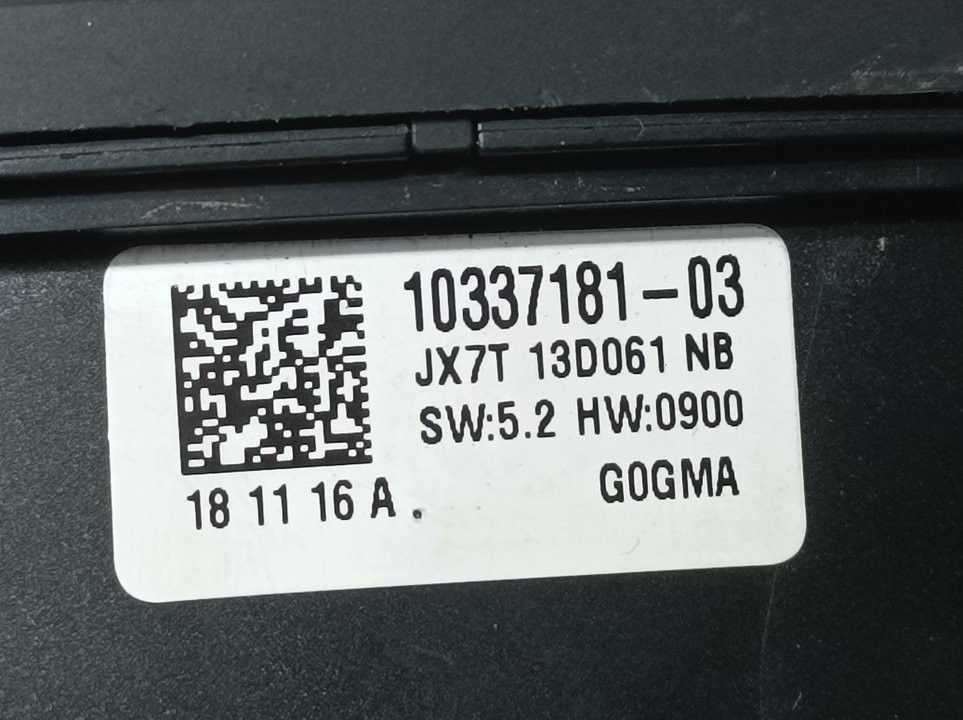 10337181-03
JX7T 13D061 NB
SW:5.2 HW:0900
G0GMA
18 11 16 A .